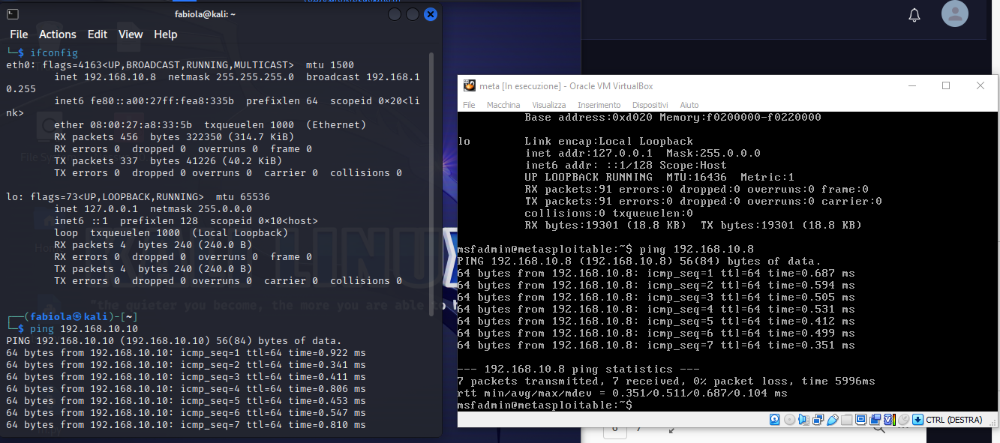 fabiola@kali: ~
File Actions Edit View Help
└─$ ifconfig
eth0: flags=4163<UP,BROADCAST,RUNNING,MULTICAST>  mtu 1500
        inet 192.168.10.8  netmask 255.255.255.0  broadcast 192.168.1
0.255
        inet6 fe80::a00:27ff:fea8:335b  prefixlen 64  scopeid 0×20<li
nk>
        ether 08:00:27:a8:33:5b  txqueuelen 1000  (Ethernet)
        RX packets 456  bytes 322350 (314.7 KiB)
        RX errors 0  dropped 0  overruns 0  frame 0
        TX packets 337  bytes 41226 (40.2 KiB)
        TX errors 0  dropped 0 overruns 0  carrier 0  collisions 0
lo: flags=73<UP,LOOPBACK,RUNNING>  mtu 65536
        inet 127.0.0.1  netmask 255.0.0.0
        inet6 ::1  prefixlen 128  scopeid 0×10<host>
        loop  txqueuelen 1000  (Local Loopback)
        RX packets 4  bytes 240 (240.0 B)
        RX errors 0  dropped 0  overruns 0  frame 0
        TX packets 4  bytes 240 (240.0 B)
        TX errors 0  dropped 0 overruns 0  carrier 0  collisions 0
"the quieter you become, the more you are able to h
┌──(fabiola㉿kali)-[~]
└─$ ping 192.168.10.10
PING 192.168.10.10 (192.168.10.10) 56(84) bytes of data.
64 bytes from 192.168.10.10: icmp_seq=1 ttl=64 time=0.922 ms
64 bytes from 192.168.10.10: icmp_seq=2 ttl=64 time=0.341 ms
64 bytes from 192.168.10.10: icmp_seq=3 ttl=64 time=0.411 ms
64 bytes from 192.168.10.10: icmp_seq=4 ttl=64 time=0.806 ms
64 bytes from 192.168.10.10: icmp_seq=5 ttl=64 time=0.453 ms
64 bytes from 192.168.10.10: icmp_seq=6 ttl=64 time=0.547 ms
64 bytes from 192.168.10.10: icmp_seq=7 ttl=64 time=0.810 ms
meta [In esecuzione] - Oracle VM VirtualBox
File Macchina Visualizza Inserimento Dispositivi Aiuto
Base address:0xd020 Memory:f0200000-f0220000
lo        Link encap:Local Loopback
          inet addr:127.0.0.1  Mask:255.0.0.0
          inet6 addr: ::1/128 Scope:Host
          UP LOOPBACK RUNNING  MTU:16436  Metric:1
          RX packets:91 errors:0 dropped:0 overruns:0 frame:0
          TX packets:91 errors:0 dropped:0 overruns:0 carrier:0
          collisions:0 txqueuelen:0
          RX bytes:19301 (18.8 KB)  TX bytes:19301 (18.8 KB)
msfadmin@metasploitable:~$ ping 192.168.10.8
PING 192.168.10.8 (192.168.10.8) 56(84) bytes of data.
64 bytes from 192.168.10.8: icmp_seq=1 ttl=64 time=0.687 ms
64 bytes from 192.168.10.8: icmp_seq=2 ttl=64 time=0.594 ms
64 bytes from 192.168.10.8: icmp_seq=3 ttl=64 time=0.505 ms
64 bytes from 192.168.10.8: icmp_seq=4 ttl=64 time=0.531 ms
64 bytes from 192.168.10.8: icmp_seq=5 ttl=64 time=0.412 ms
64 bytes from 192.168.10.8: icmp_seq=6 ttl=64 time=0.499 ms
64 bytes from 192.168.10.8: icmp_seq=7 ttl=64 time=0.351 ms
--- 192.168.10.8 ping statistics ---
7 packets transmitted, 7 received, 0% packet loss, time 5996ms
rtt min/avg/max/mdev = 0.351/0.511/0.687/0.104 ms
msfadmin@metasploitable:~$
CTRL (DESTRA)